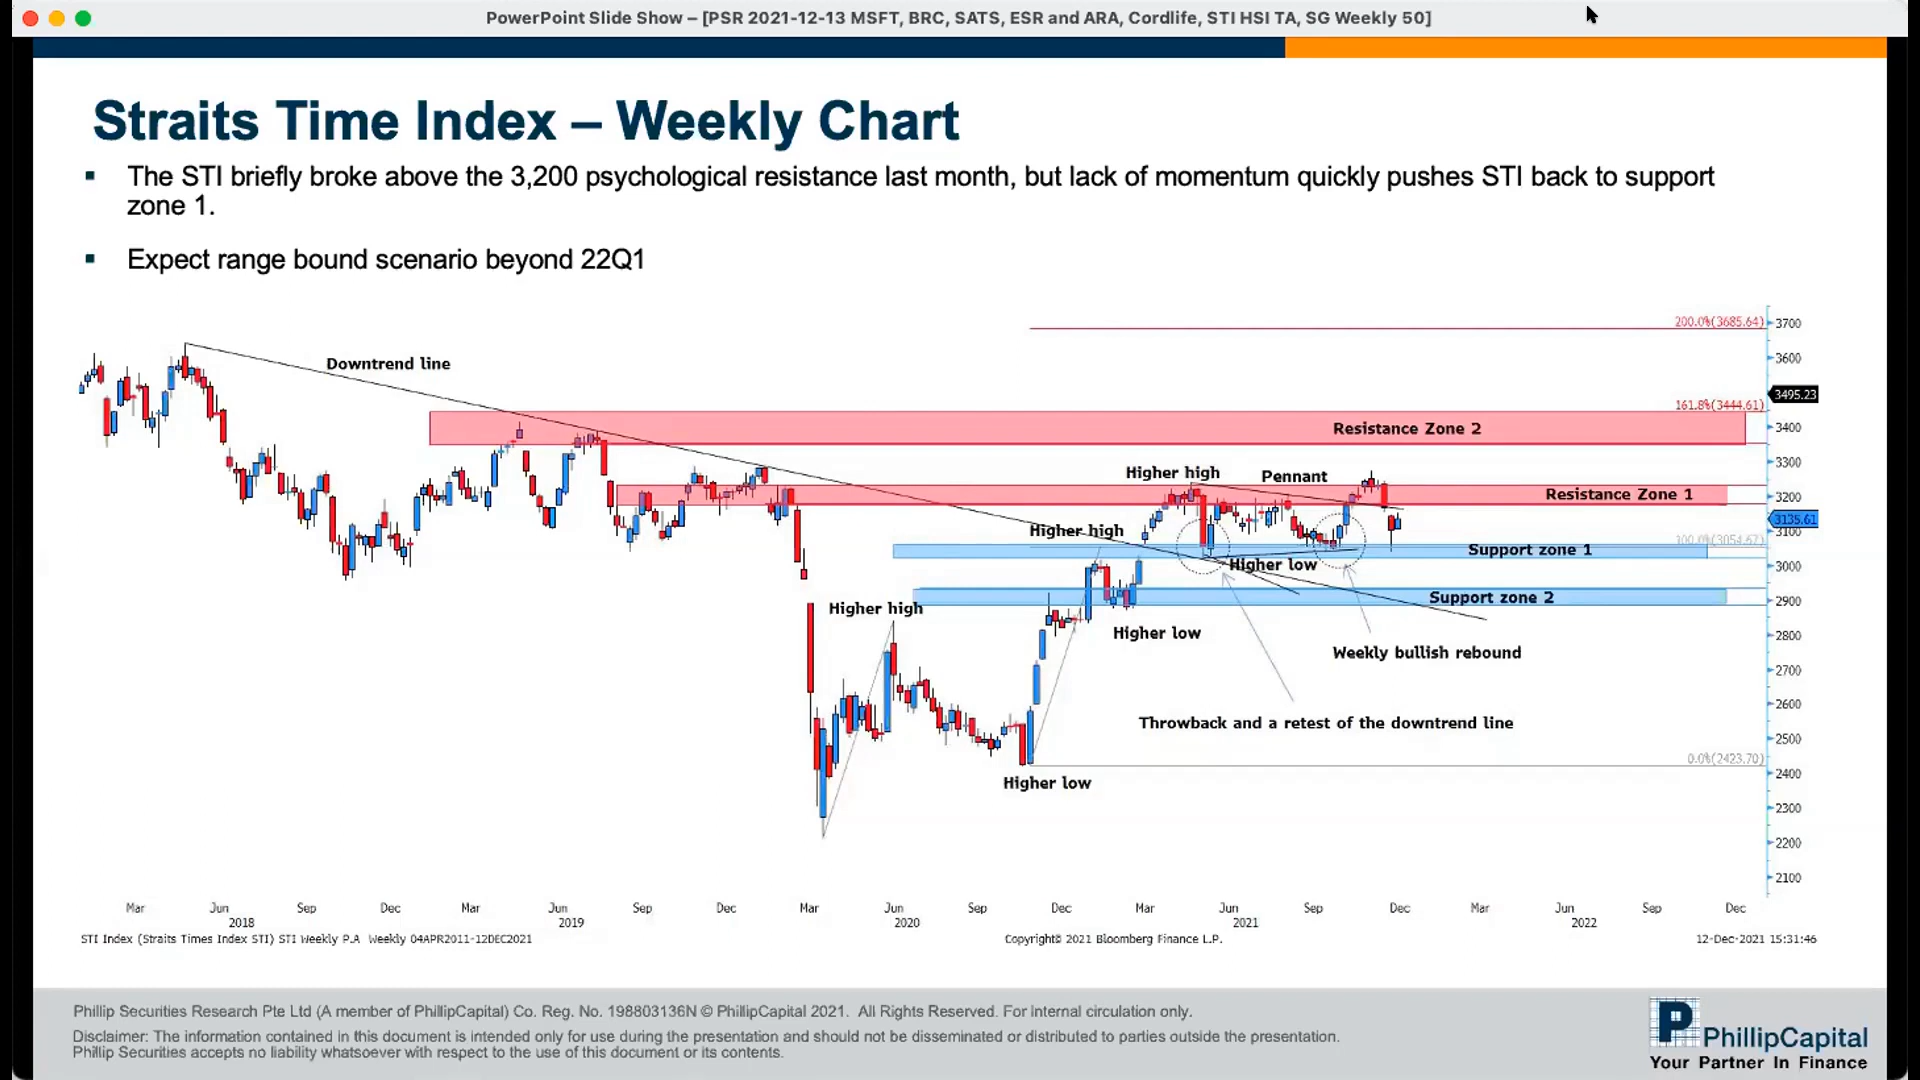 PowerPoint Slide Show – [PSR 2021-12-13 MSFT, BRC, SATS, ESR and ARA, Cordlife, STI HSI TA, SG Weekly 50]
Straits Time Index – Weekly Chart
▪ The STI briefly broke above the 3,200 psychological resistance last month, but lack of momentum quickly pushes STI back to support
zone 1.
▪ Expect range bound scenario beyond 22Q1
200.0%(3685.64)
3700
3600
Downtrend line
3495.23
161.8%(3444.61)
Resistance Zone 2
3400
3300
Higher high
Pennant
Resistance Zone 1
3200
3135.61
Higher high
3100
100.0%(3054.67)
Support zone 1
Higher low
3000
Support zone 2
2900
Higher high
Higher low
2800
Weekly bullish rebound
2700
2600
Throwback and a retest of the downtrend line
2500
0.0%(2423.70)
2400
Higher low
2300
2200
2100
Mar Jun Sep Dec Mar Jun Sep Dec Mar Jun Sep Dec Mar Jun Sep Dec Mar Jun Sep Dec
2018 2019 2020 2021 2022
STI Index (Straits Times Index STI) STI Weekly P.A Weekly 04APR2011-12DEC2021
Copyright© 2021 Bloomberg Finance L.P.
12-Dec-2021 15:31:46
Phillip Securities Research Pte Ltd (A member of PhillipCapital) Co. Reg. No. 198803136N © PhillipCapital 2021. All Rights Reserved. For Internal circulation only.
Disclaimer: The information contained in this document is intended only for use during the presentation and should not be disseminated or distributed to parties outside the presentation.
Phillip Securities accepts no liability whatsoever with respect to the use of this document or its contents.
PhillipCapital
Your Partner In Finance